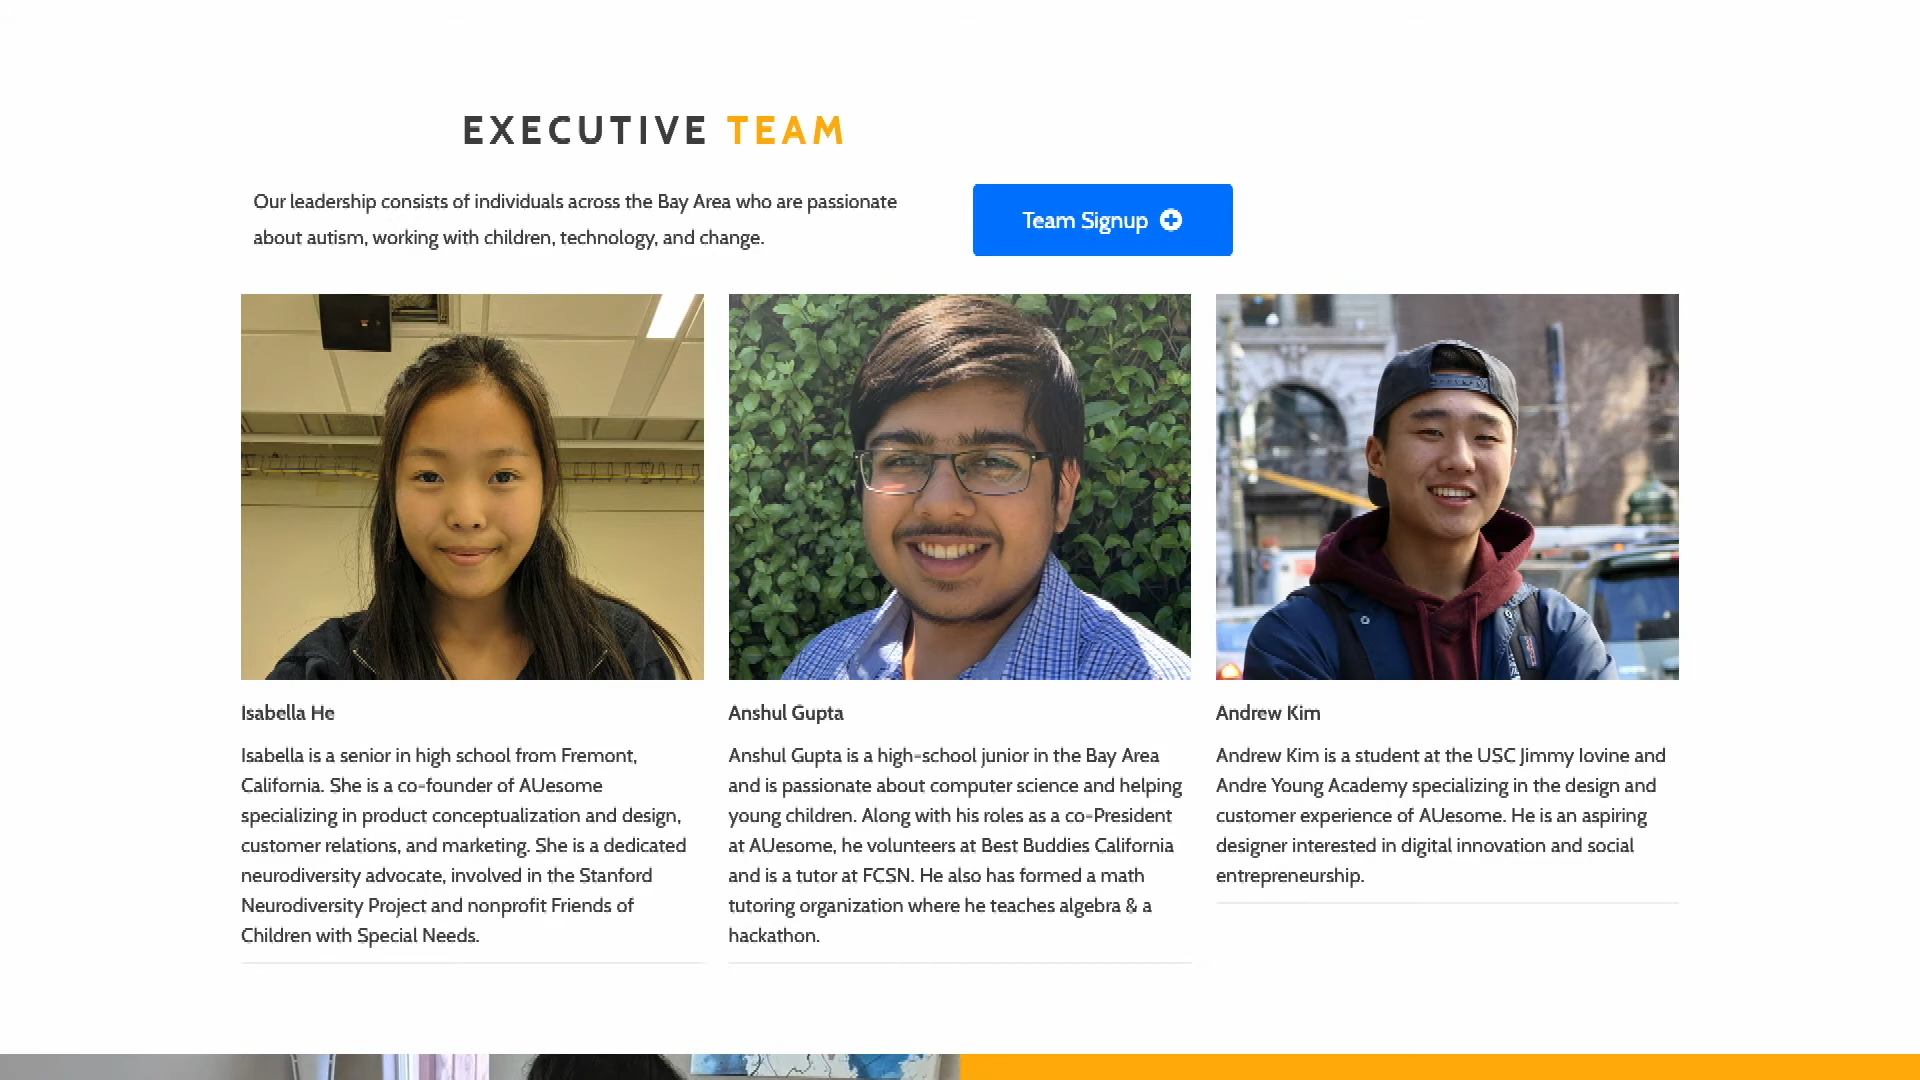 EXECUTIVE TEAM
Our leadership consists of individuals across the Bay Area who are passionate
about autism, working with children, technology, and change.
Team Signup
Isabella He
Isabella is a senior in high school from Fremont,
California. She is a co-founder of AUesome
specializing in product conceptualization and design,
customer relations, and marketing. She is a dedicated
neurodiversity advocate, involved in the Stanford
Neurodiversity Project and nonprofit Friends of
Children with Special Needs.
Anshul Gupta
Anshul Gupta is a high-school junior in the Bay Area
and is passionate about computer science and helping
young children. Along with his roles as a co-President
at AUesome, he volunteers at Best Buddies California
and is a tutor at FCSN. He also has formed a math
tutoring organization where he teaches algebra & a
hackathon.
Andrew Kim
Andrew Kim is a student at the USC Jimmy Iovine and
Andre Young Academy specializing in the design and
customer experience of AUesome. He is an aspiring
designer interested in digital innovation and social
entrepreneurship.